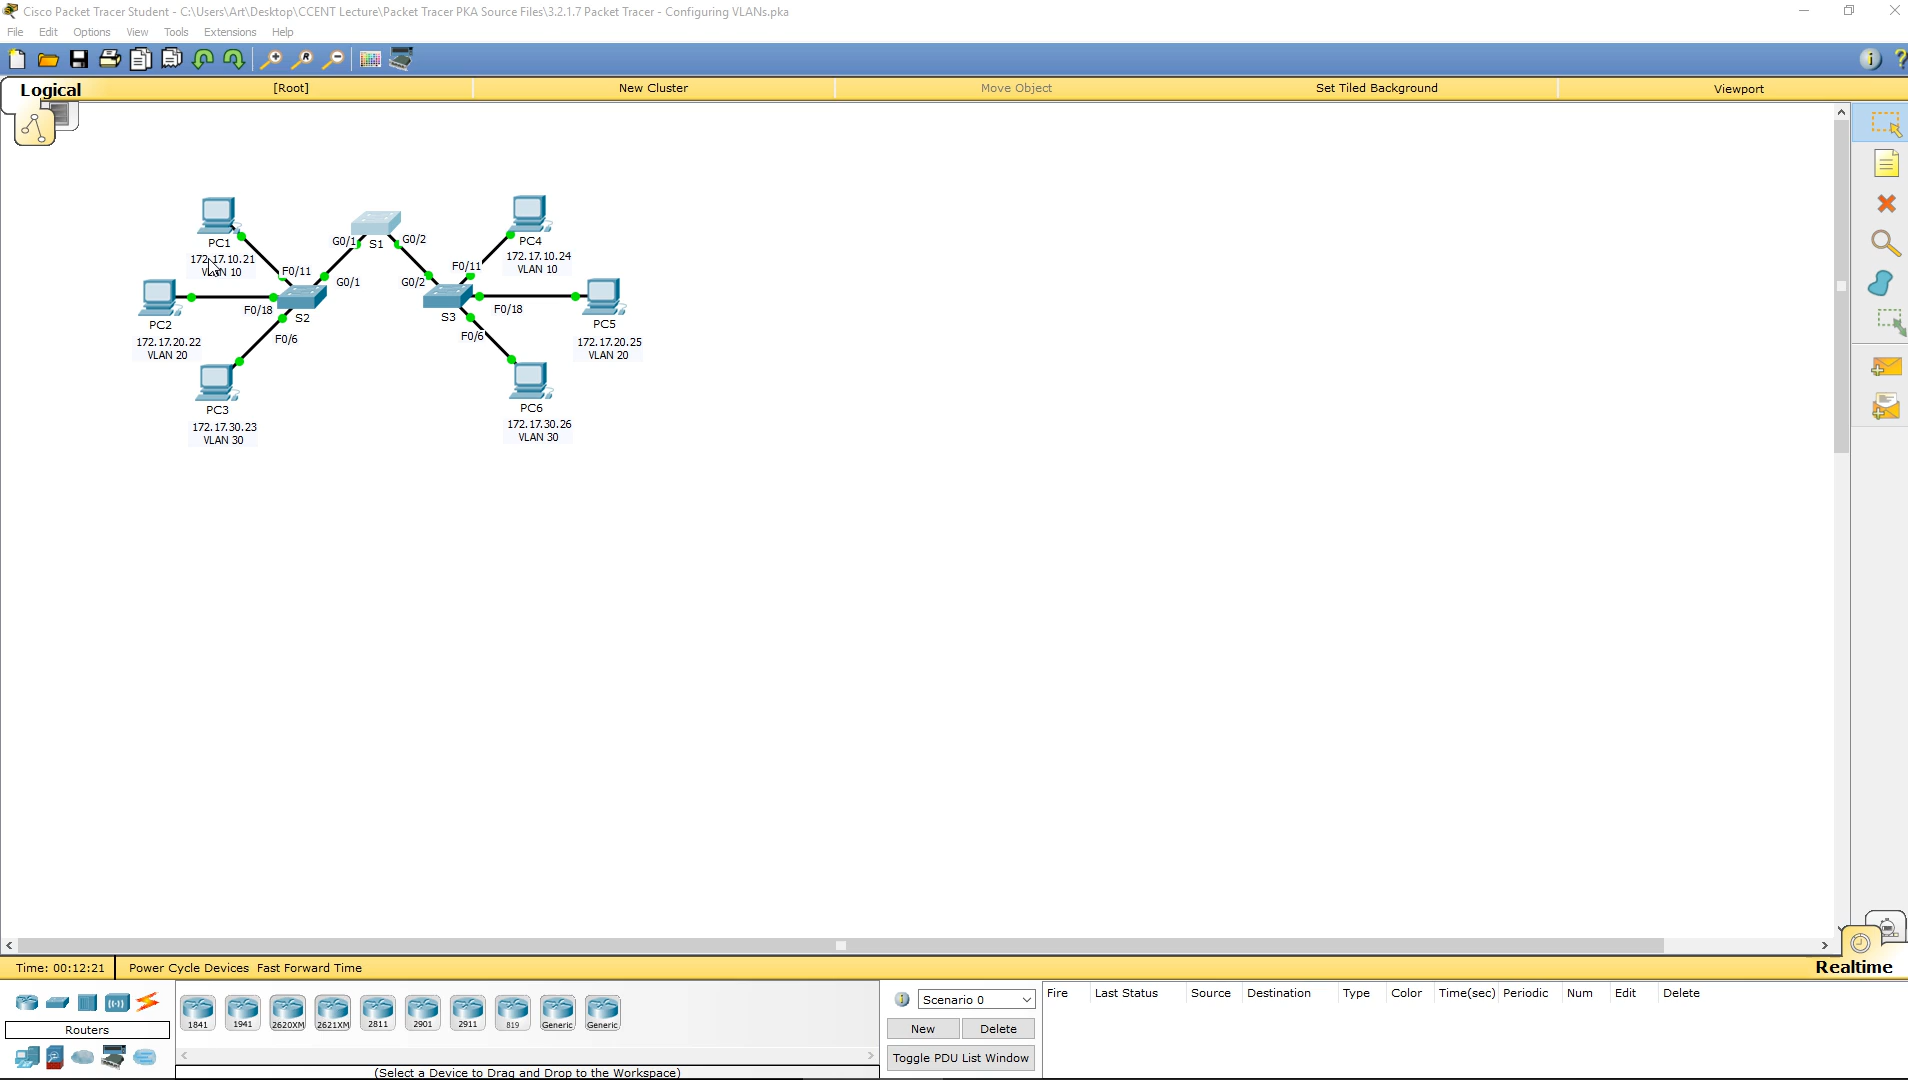 Cisco Packet Tracer Student - C:\Users\Art\Desktop\CCENT Lecture\Packet Tracer PKA Source Files\3.2.1.7 Packet Tracer - Configuring VLANs.pka
File Edit Options View Tools Extensions Help
Logical [Root] New Cluster Move Object Set Tiled Background Viewport
PC1
172.17.10.21
VLAN 10
PC2
172.17.20.22
VLAN 20
PC3
172.17.30.23
VLAN 30
F0/11
F0/18
F0/6
S2
G0/1
G0/1
S1
G0/2
G0/2
S3
F0/11
F0/18
F0/6
PC4
172.17.10.24
VLAN 10
PC5
172.17.20.25
VLAN 20
PC6
172.17.30.26
VLAN 30
Time: 00:12:21 Power Cycle Devices Fast Forward Time Realtime
Routers
1841 1941 2620XM 2621XM 2811 2901 2911 819 Generic Generic
(Select a Device to Drag and Drop to the Workspace)
Scenario 0
New Delete
Toggle PDU List Window
Fire Last Status Source Destination Type Color Time(sec) Periodic Num Edit Delete